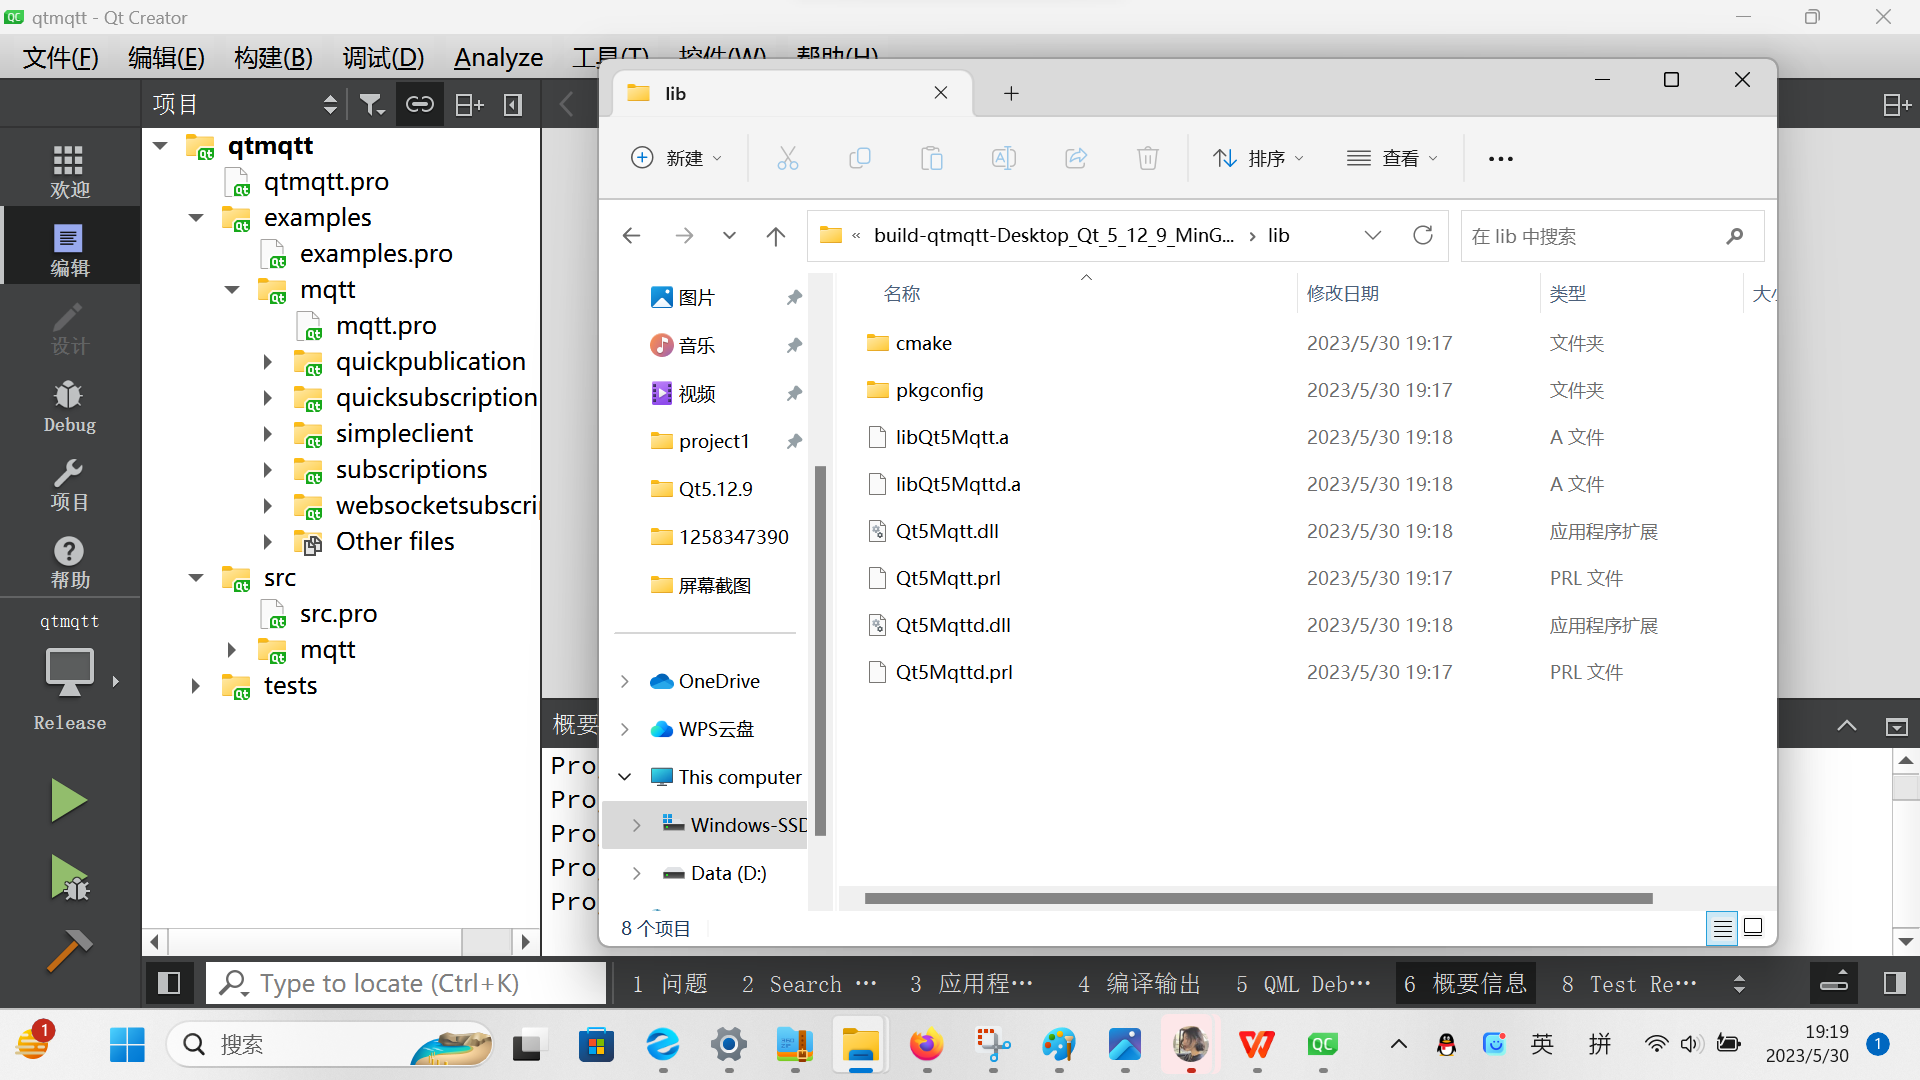 qtmqtt - Qt Creator
文件(F) 编辑(E) 构建(B) 调试(D) Analyze 工具(T) 控件(W) 帮助(H)
项目
欢迎
编辑
设计
Debug
项目
帮助
qtmqtt
Release
qtmqtt
qtmqtt.pro
examples
examples.pro
mqtt
mqtt.pro
quickpublication
quicksubscription
simpleclient
subscriptions
websocketsubscri
Other files
src
src.pro
mqtt
tests
lib
新建 排序 查看
« build-qtmqtt-Desktop_Qt_5_12_9_MinG... › lib
在 lib 中搜索
图片
音乐
视频
project1
Qt5.12.9
1258347390
屏幕截图
OneDrive
WPS云盘
This computer
Windows-SSD
Data (D:)
名称 修改日期 类型 大小
cmake 2023/5/30 19:17 文件夹
pkgconfig 2023/5/30 19:17 文件夹
libQt5Mqtt.a 2023/5/30 19:18 A 文件
libQt5Mqttd.a 2023/5/30 19:18 A 文件
Qt5Mqtt.dll 2023/5/30 19:18 应用程序扩展
Qt5Mqtt.prl 2023/5/30 19:17 PRL 文件
Qt5Mqttd.dll 2023/5/30 19:18 应用程序扩展
Qt5Mqttd.prl 2023/5/30 19:17 PRL 文件
8 个项目
概要
Pro
Pro
Pro
Pro
Pro
Type to locate (Ctrl+K)
1 问题 2 Search … 3 应用程… 4 编译输出 5 QML Deb… 6 概要信息 8 Test Re…
1
搜索
QC
英 拼
19:19
2023/5/30
1